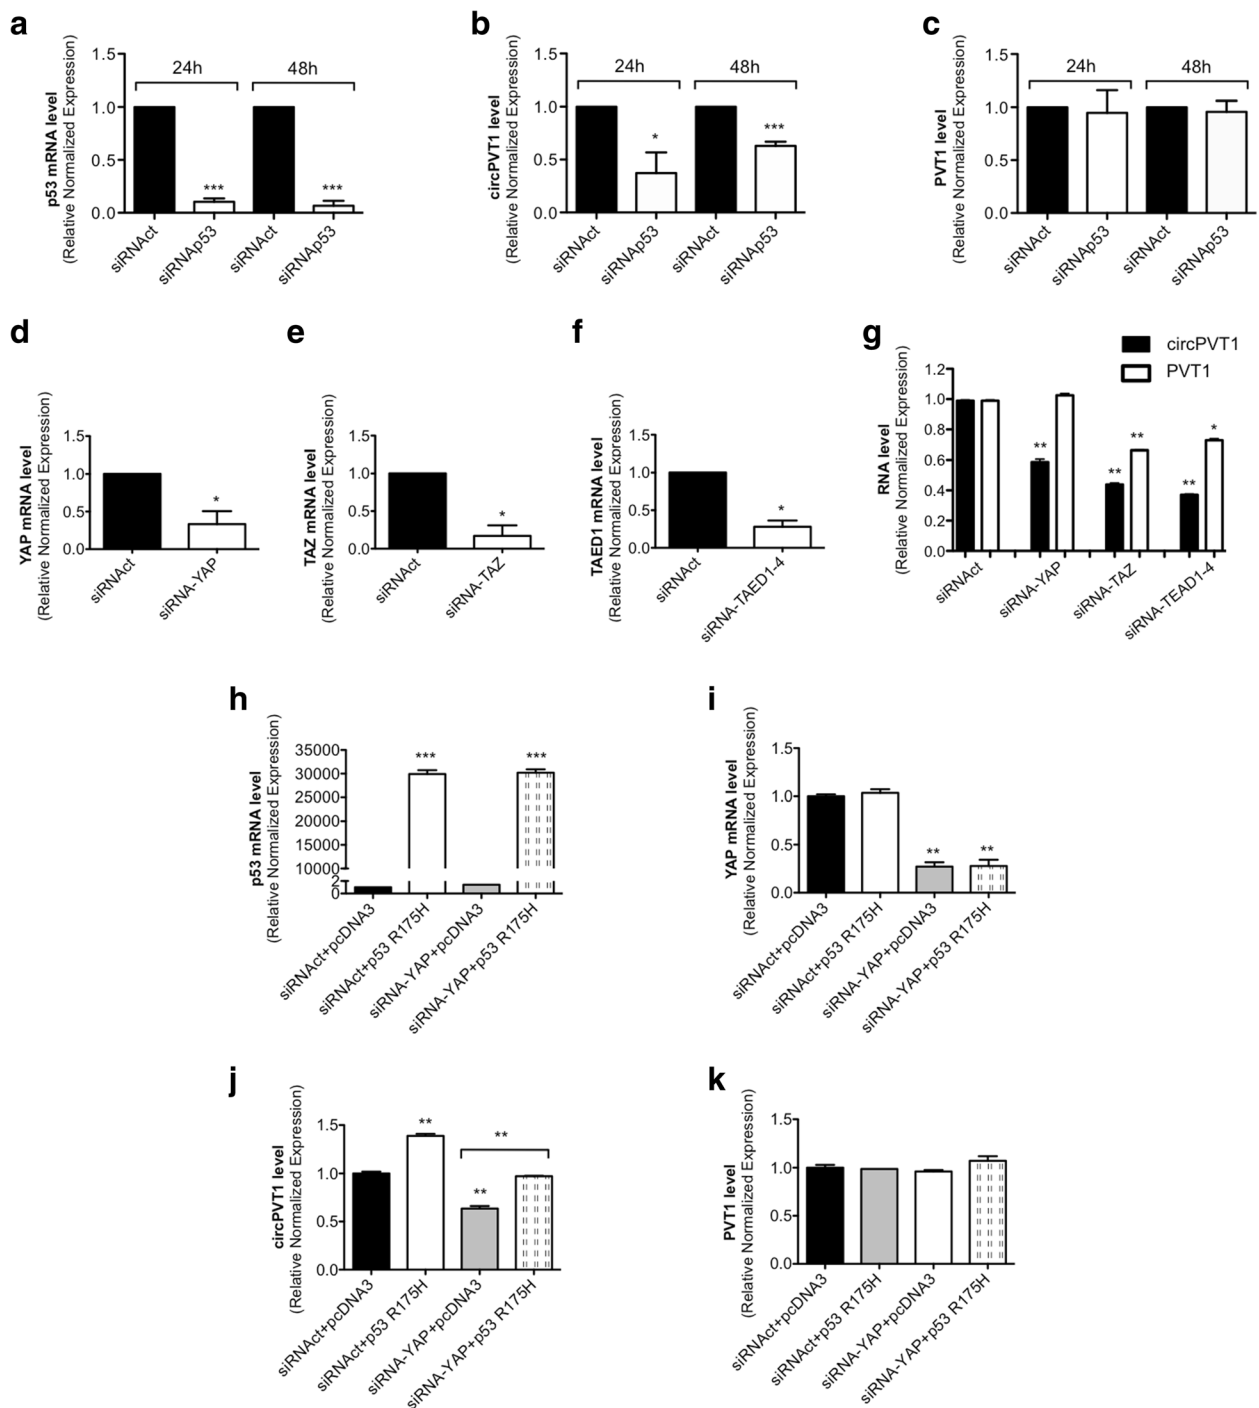 a
p53 mRNA level
(Relative Normalized Expression)
1.5
1.0
0.5
0.0
24h
48h
***
***
siRNAct
siRNAp53
siRNAct
siRNAp53
b
circPVT1 level
(Relative Normalized Expression)
1.5
1.0
0.5
0.0
24h
48h
*
***
siRNAct
siRNAp53
siRNAct
siRNAp53
c
PVT1 level
(Relative Normalized Expression)
1.5
1.0
0.5
0.0
24h
48h
siRNAct
siRNAp53
siRNAct
siRNAp53
d
YAP mRNA level
(Relative Normalized Expression)
1.5
1.0
0.5
0.0
*
siRNAct
siRNA-YAP
e
TAZ mRNA level
(Relative Normalized Expression)
1.5
1.0
0.5
0.0
*
siRNAct
siRNA-TAZ
f
TAED1 mRNA level
(Relative Normalized Expression)
1.5
1.0
0.5
0.0
*
siRNAct
siRNA-TAED1-4
g
circPVT1
PVT1
RNA level
(Relative Normalized Expression)
1.2
1.0
0.8
0.6
0.4
0.2
0.0
**
**
**
**
*
siRNAct
siRNA-YAP
siRNA-TAZ
siRNA-TEAD1-4
h
p53 mRNA level
(Relative Normalized Expression)
35000
30000
25000
20000
15000
10000
2
0
***
***
siRNAct+pcDNA3
siRNAct+p53 R175H
siRNA-YAP+pcDNA3
siRNA-YAP+p53 R175H
i
YAP mRNA level
(Relative Normalized Expression)
1.5
1.0
0.5
0.0
**
**
siRNAct+pcDNA3
siRNAct+p53 R175H
siRNA-YAP+pcDNA3
siRNA-YAP+p53 R175H
j
circPVT1 level
(Relative Normalized Expression)
1.5
1.0
0.5
0.0
**
**
**
siRNAct+pcDNA3
siRNAct+p53 R175H
siRNA-YAP+pcDNA3
siRNA-YAP+p53 R175H
k
PVT1 level
(Relative Normalized Expression)
1.5
1.0
0.5
0.0
siRNAct+pcDNA3
siRNAct+p53 R175H
siRNA-YAP+pcDNA3
siRNA-YAP+p53 R175H